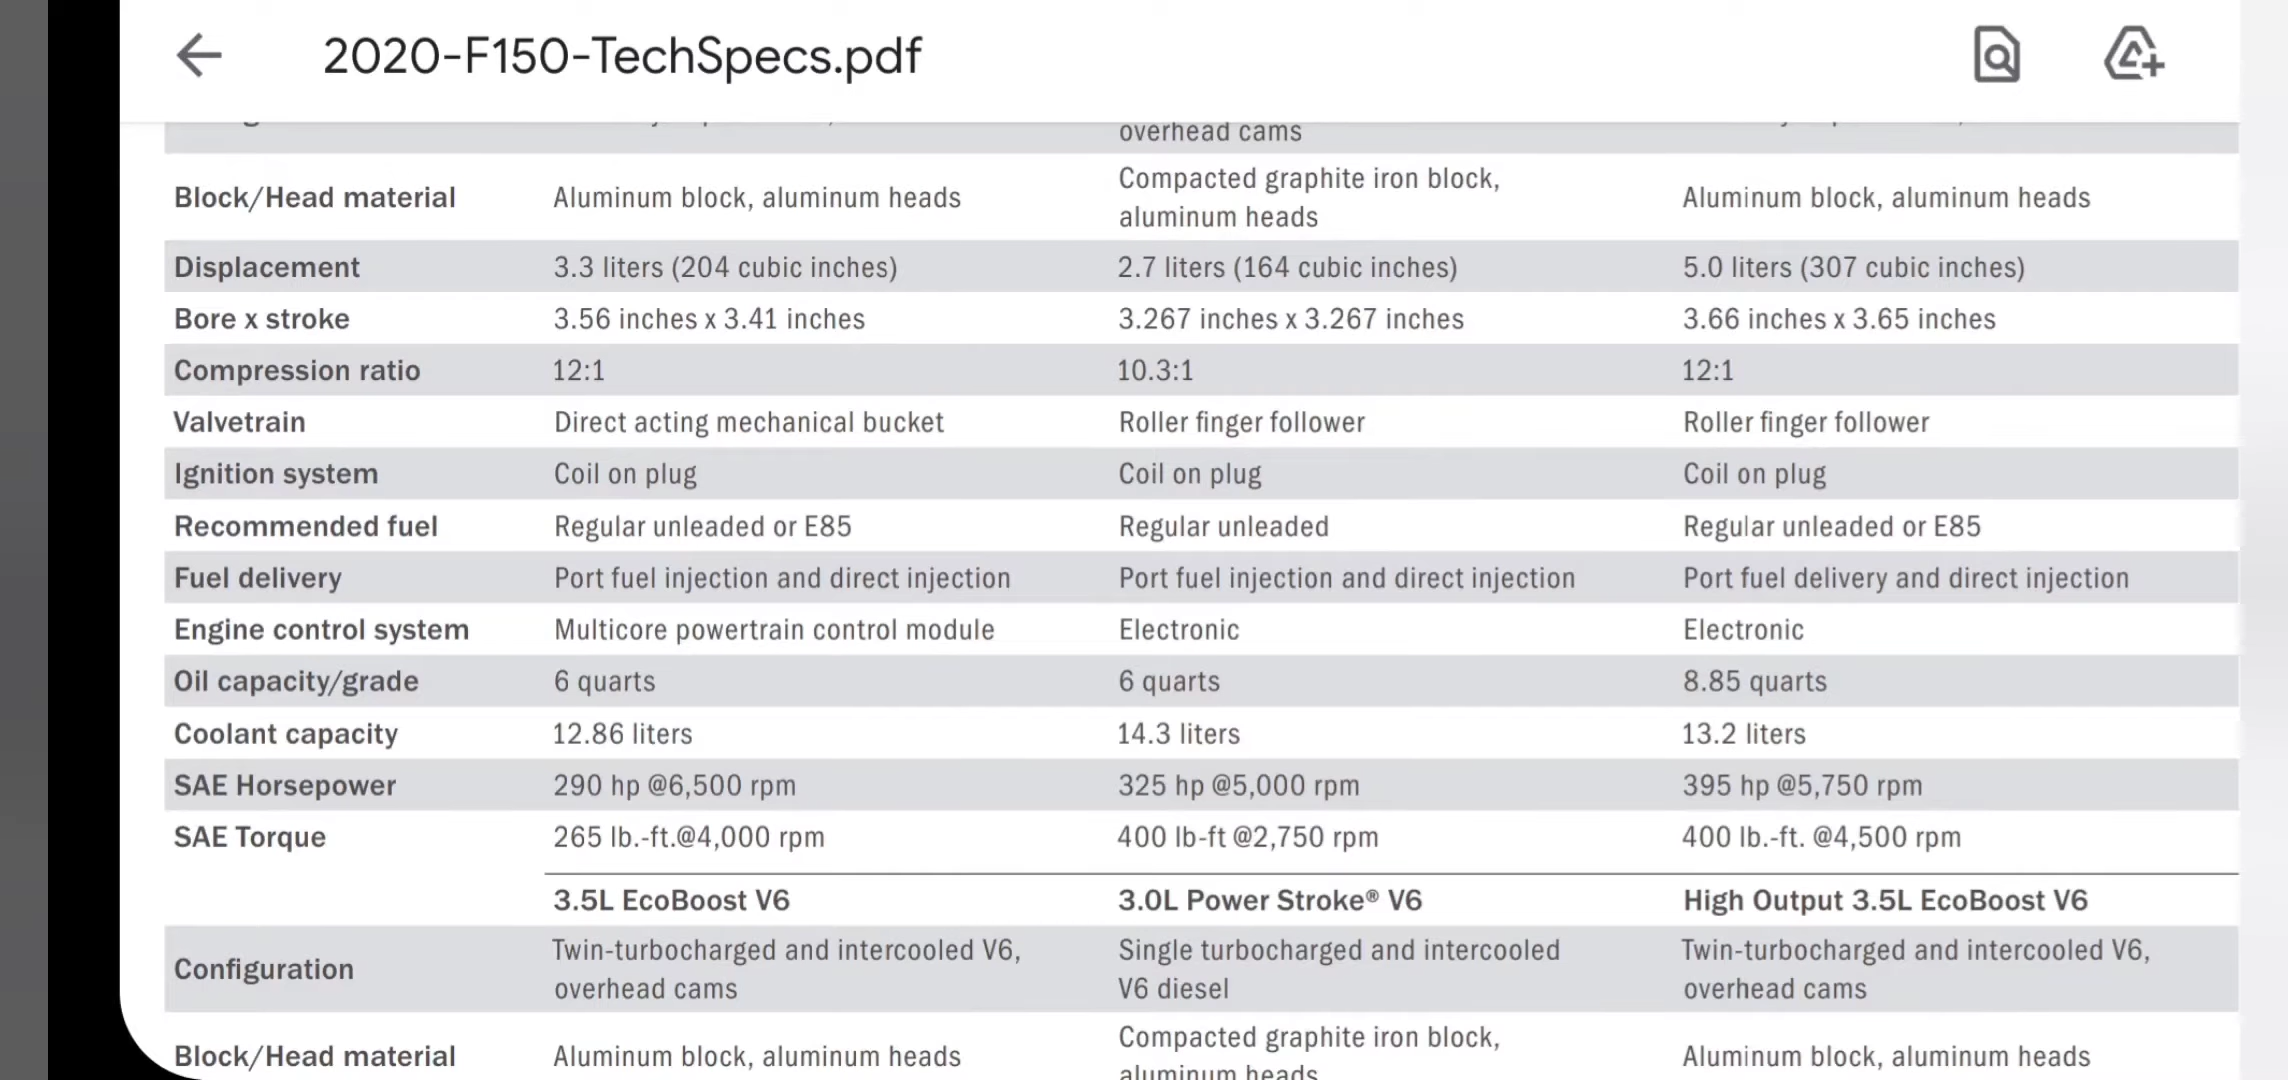 2020-F150-TechSpecs.pdf
overhead cams
Block/Head material Aluminum block, aluminum heads Compacted graphite iron block, aluminum heads Aluminum block, aluminum heads
Displacement 3.3 liters (204 cubic inches) 2.7 liters (164 cubic inches) 5.0 liters (307 cubic inches)
Bore x stroke 3.56 inches x 3.41 inches 3.267 inches x 3.267 inches 3.66 inches x 3.65 inches
Compression ratio 12:1 10.3:1 12:1
Valvetrain Direct acting mechanical bucket Roller finger follower Roller finger follower
Ignition system Coil on plug Coil on plug Coil on plug
Recommended fuel Regular unleaded or E85 Regular unleaded Regular unleaded or E85
Fuel delivery Port fuel injection and direct injection Port fuel injection and direct injection Port fuel delivery and direct injection
Engine control system Multicore powertrain control module Electronic Electronic
Oil capacity/grade 6 quarts 6 quarts 8.85 quarts
Coolant capacity 12.86 liters 14.3 liters 13.2 liters
SAE Horsepower 290 hp @6,500 rpm 325 hp @5,000 rpm 395 hp @5,750 rpm
SAE Torque 265 lb.-ft.@4,000 rpm 400 lb-ft @2,750 rpm 400 lb.-ft. @4,500 rpm
3.5L EcoBoost V6 3.0L Power Stroke® V6 High Output 3.5L EcoBoost V6
Configuration Twin-turbocharged and intercooled V6, overhead cams Single turbocharged and intercooled V6 diesel Twin-turbocharged and intercooled V6, overhead cams
Block/Head material Aluminum block, aluminum heads Compacted graphite iron block, aluminum heads Aluminum block, aluminum heads